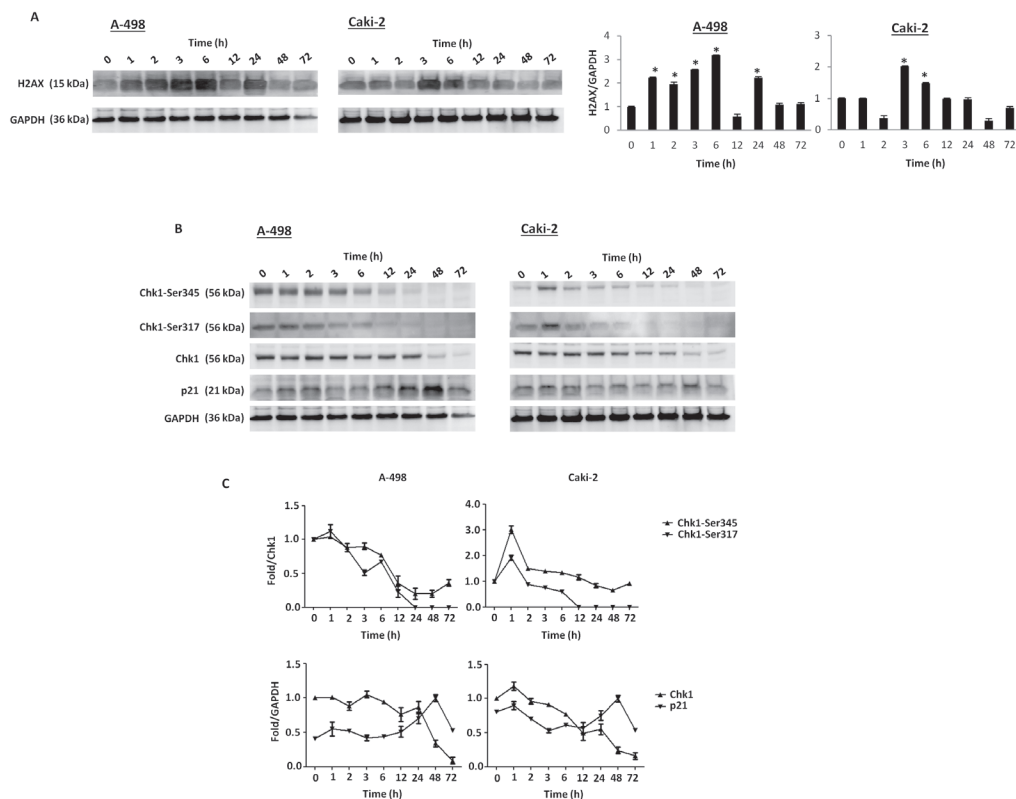 A
A-498
Time (h)
0 1 2 3 6 12 24 48 72
H2AX (15 kDa)
GAPDH (36 kDa)
Caki-2
Time (h)
0 1 2 3 6 12 24 48 72
A-498
H2AX/GAPDH
4
3
2
1
0
0 1 2 3 6 12 24 48 72
Time (h)
* * * * *
Caki-2
3
2
1
0
0 1 2 3 6 12 24 48 72
Time (h)
* *
B
A-498
Time (h)
0 1 2 3 6 12 24 48 72
Chk1-Ser345 (56 kDa)
Chk1-Ser317 (56 kDa)
Chk1 (56 kDa)
p21 (21 kDa)
GAPDH (36 kDa)
Caki-2
Time (h)
0 1 2 3 6 12 24 48 72
C
A-498
Fold/Chk1
1.5
1.0
0.5
0.0
0 1 2 3 6 12 24 48 72
Time (h)
Caki-2
4.0
3.0
2.0
1.0
0.0
0 1 2 3 6 12 24 48 72
Time (h)
Chk1-Ser345
Chk1-Ser317
Fold/GAPDH
1.5
1.0
0.5
0.0
0 1 2 3 6 12 24 48 72
Time (h)
1.5
1.0
0.5
0.0
0 1 2 3 6 12 24 48 72
Time (h)
Chk1
p21